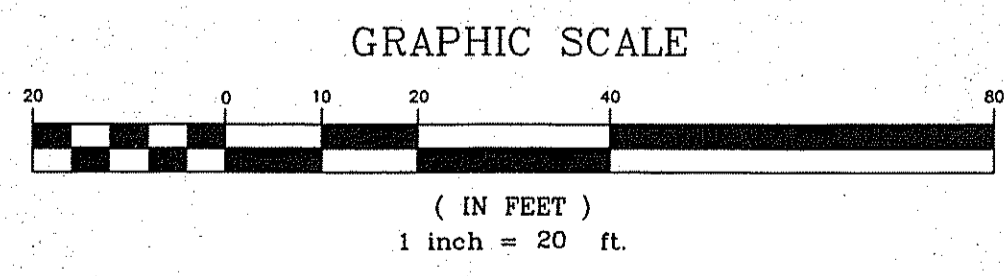 GRAPHIC SCALE
20 0 10 20 40 80
( IN FEET )
1 inch = 20 ft.